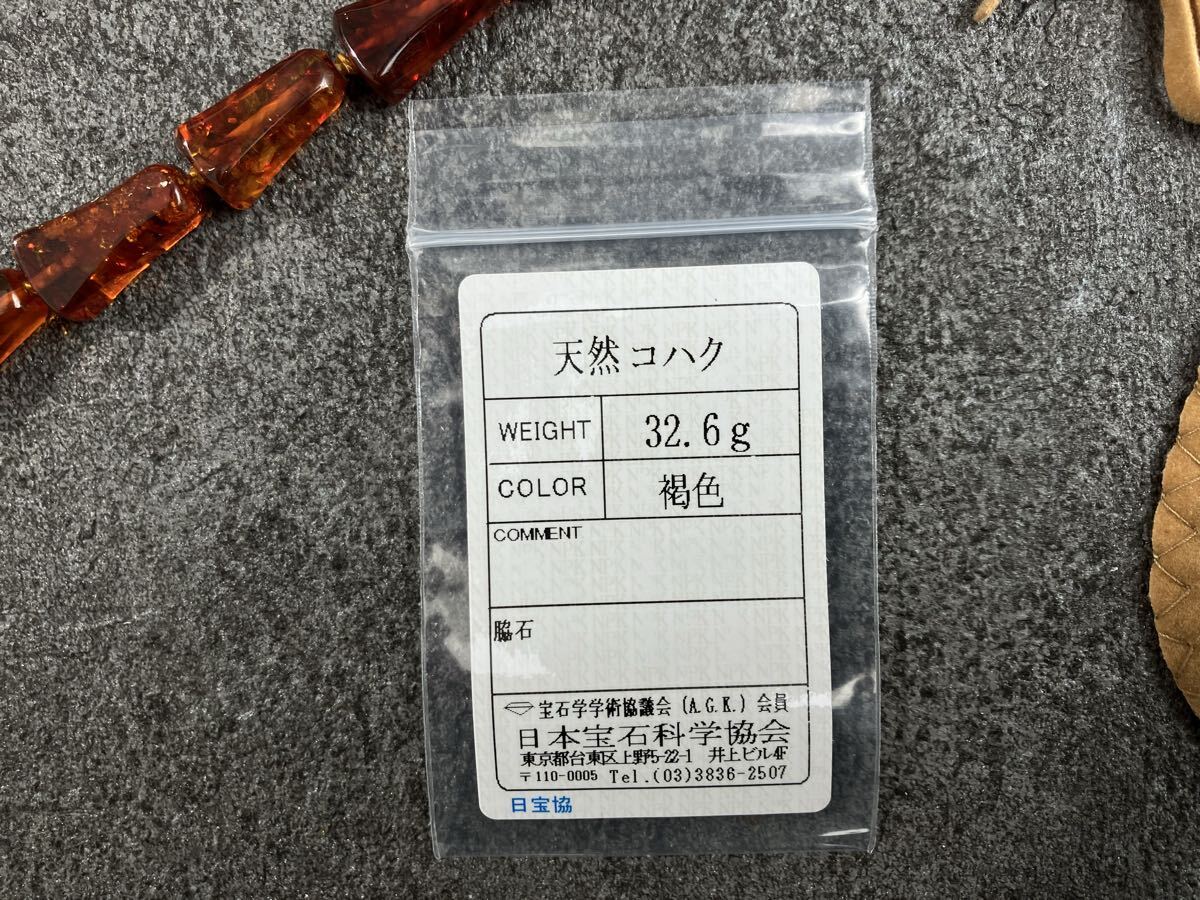 天然 コハク
WEIGHT 32.6g
COLOR 褐色
COMMENT
脇石
宝石学学術協議会 (A.G.K.) 会員
日本宝石科学協会
東京都台東区上野5-22-1 井上ビル4F
〒110-0005 Tel.(03)3836-2507
日宝協